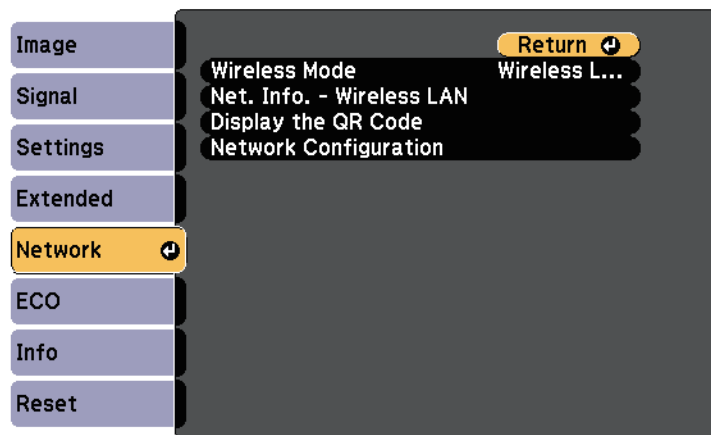 Image
Signal
Settings
Extended
Network
ECO
Info
Reset
Return
Wireless Mode Wireless L...
Net. Info. - Wireless LAN
Display the QR Code
Network Configuration